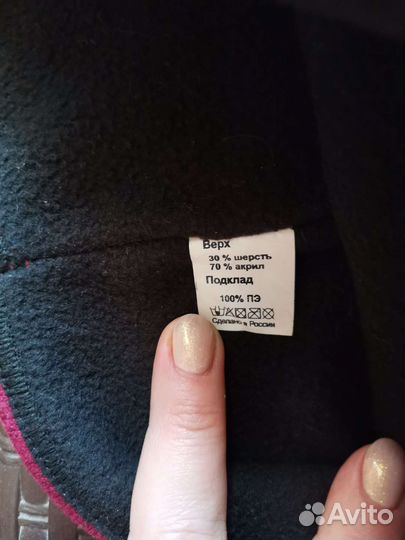 Верх
30 % шерсть
70 % акрил
Подклад
100% ПЭ
Сделано в России
Avito